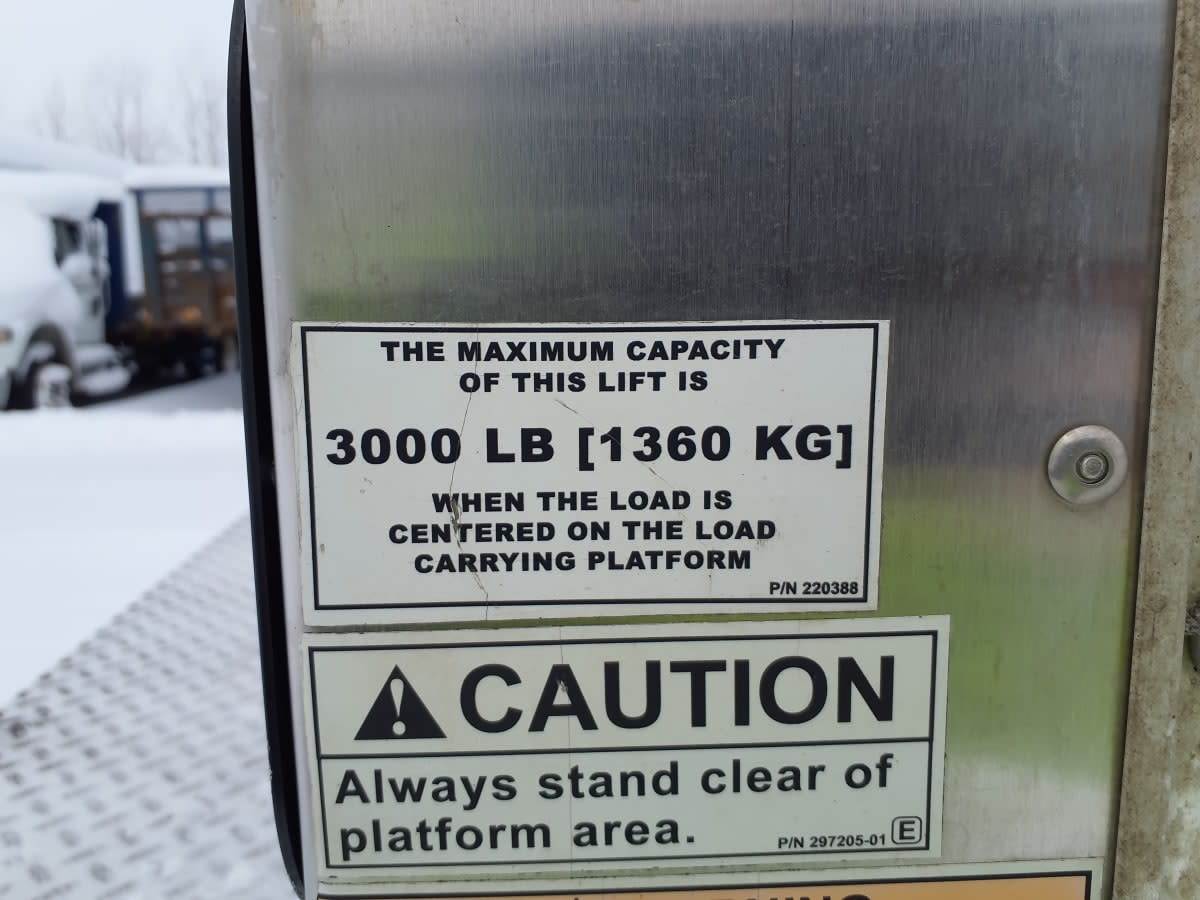 THE MAXIMUM CAPACITY
OF THIS LIFT IS
3000 LB [1360 KG]
WHEN THE LOAD IS
CENTERED ON THE LOAD
CARRYING PLATFORM
P/N 220388
CAUTION
Always stand clear of
platform area.
P/N 297205-01 E